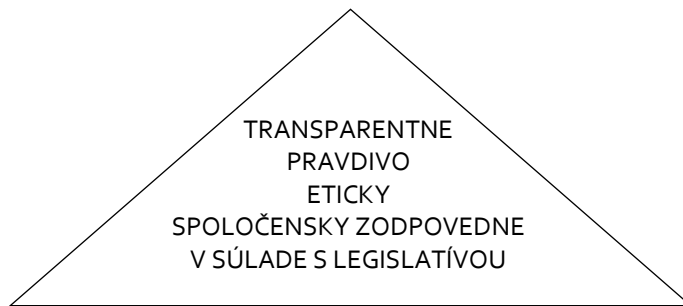 TRANSPARENTNE
PRAVDIVO
ETICKY
SPOLOČENSKY ZODPOVEDNE
V SÚLADE S LEGISLATÍVOU